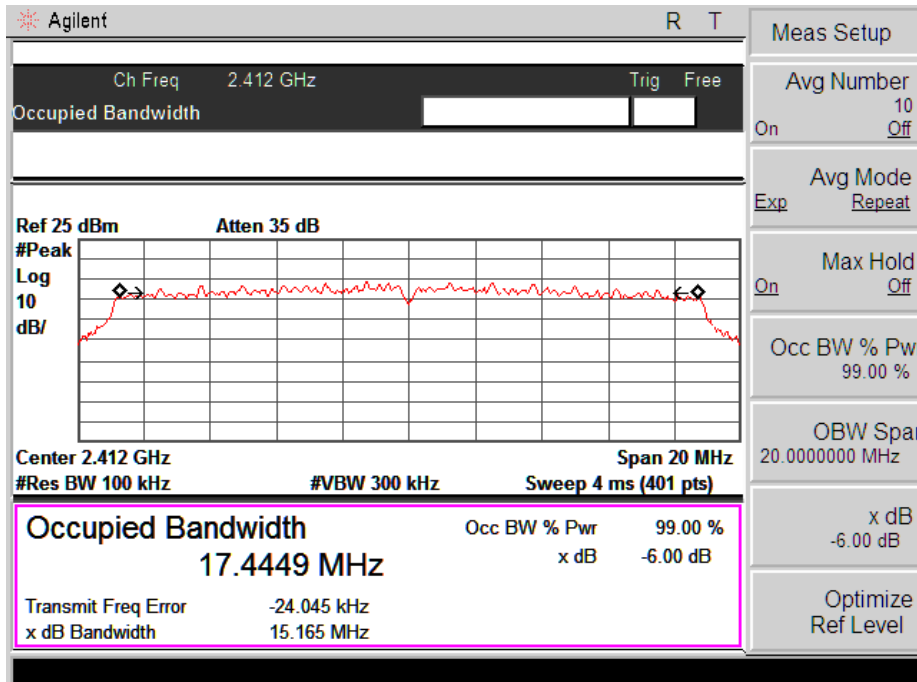 Agilent R T
Ch Freq 2.412 GHz Trig Free
Occupied Bandwidth
Ref 25 dBm Atten 35 dB
#Peak
Log
10
dB/
Center 2.412 GHz Span 20 MHz
#Res BW 100 kHz #VBW 300 kHz Sweep 4 ms (401 pts)
Occupied Bandwidth Occ BW % Pwr 99.00 %
17.4449 MHz x dB -6.00 dB
Transmit Freq Error -24.045 kHz
x dB Bandwidth 15.165 MHz
Meas Setup
Avg Number
10
On Off
Avg Mode
Exp Repeat
Max Hold
On Off
Occ BW % Pw
99.00 %
OBW Span
20.0000000 MHz
x dB
-6.00 dB
Optimize
Ref Level